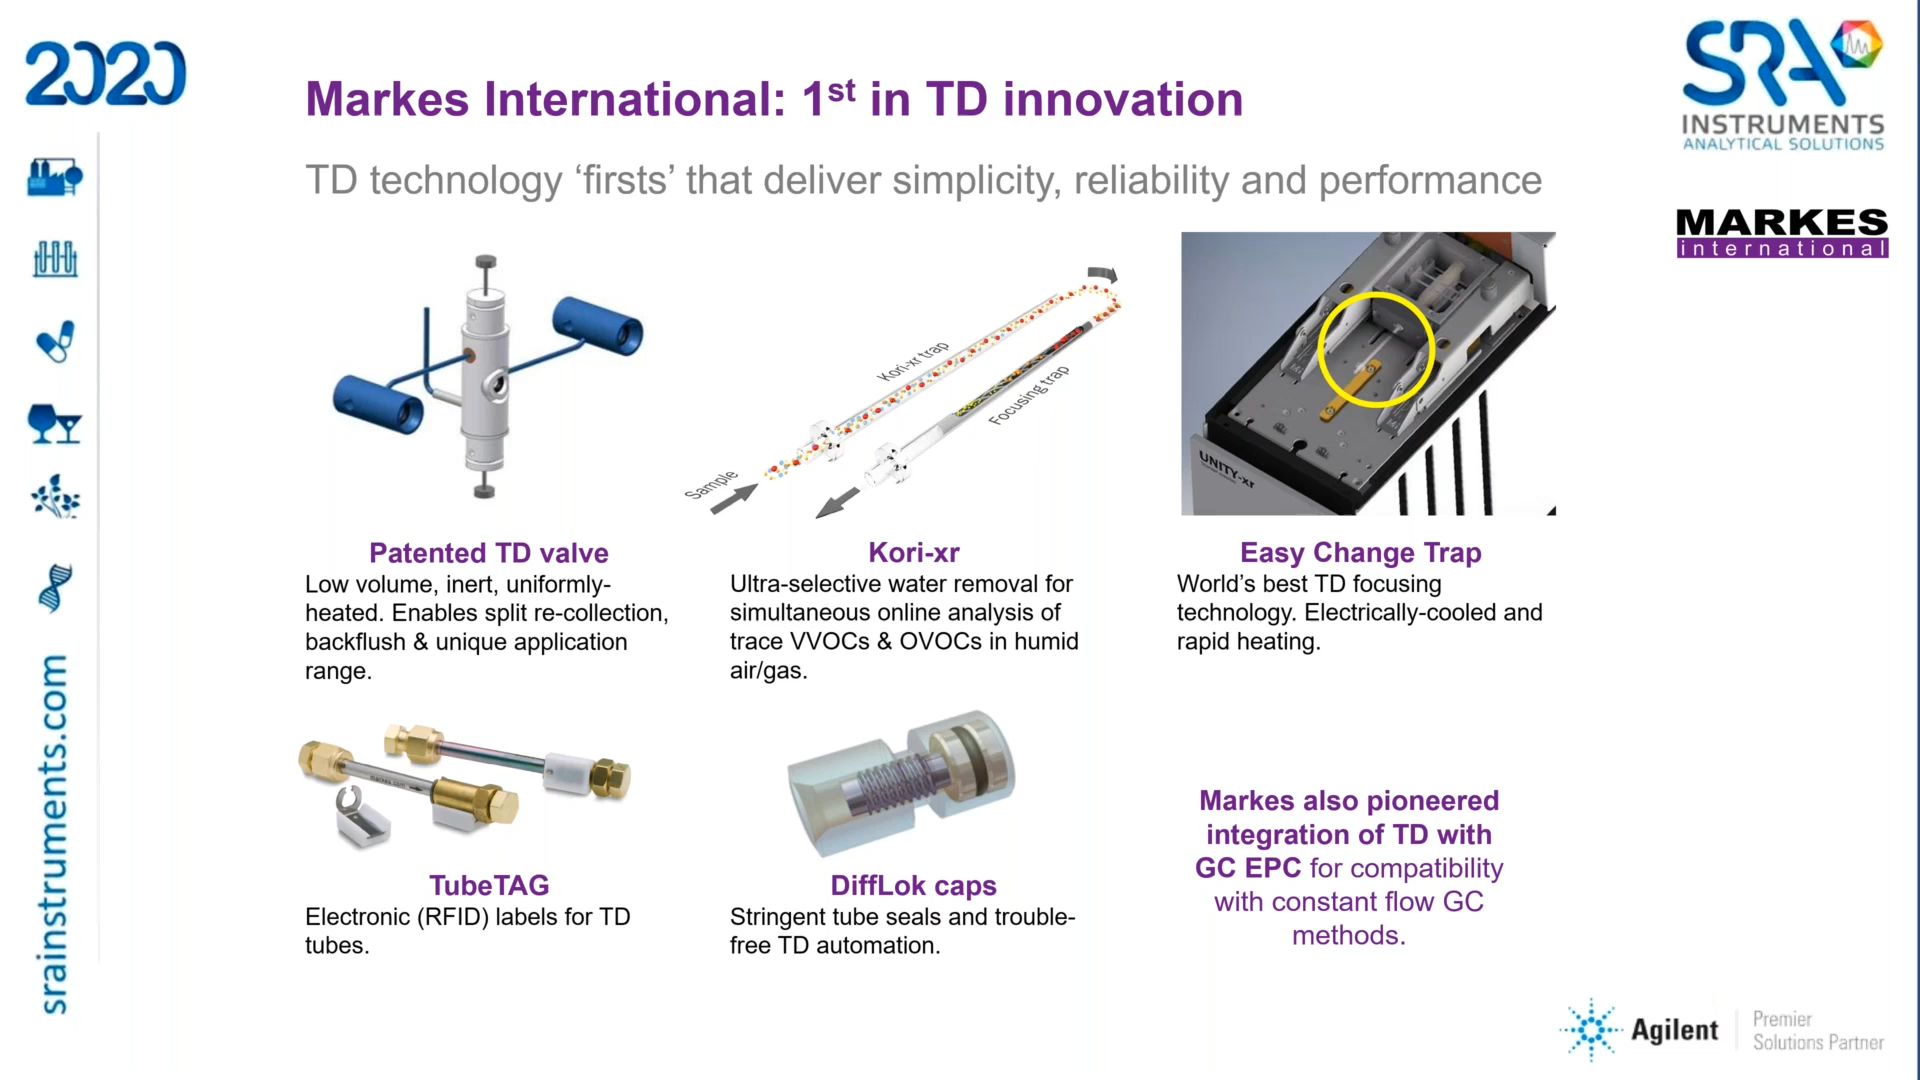 2020
SRA
INSTRUMENTS
ANALYTICAL SOLUTIONS
MARKES
international
Markes International: 1st in TD innovation
TD technology ‘firsts’ that deliver simplicity, reliability and performance
Kori-xr trap
Focusing trap
Sample
UNITY-xr
Patented TD valve
Low volume, inert, uniformly-
heated. Enables split re-collection,
backflush & unique application
range.
Kori-xr
Ultra-selective water removal for
simultaneous online analysis of
trace VVOCs & OVOCs in humid
air/gas.
Easy Change Trap
World’s best TD focusing
technology. Electrically-cooled and
rapid heating.
markes.com
TubeTAG
Electronic (RFID) labels for TD
tubes.
DiffLok caps
Stringent tube seals and trouble-
free TD automation.
Markes also pioneered
integration of TD with
GC EPC for compatibility
with constant flow GC
methods.
srainstruments.com
Agilent
Premier
Solutions Partner